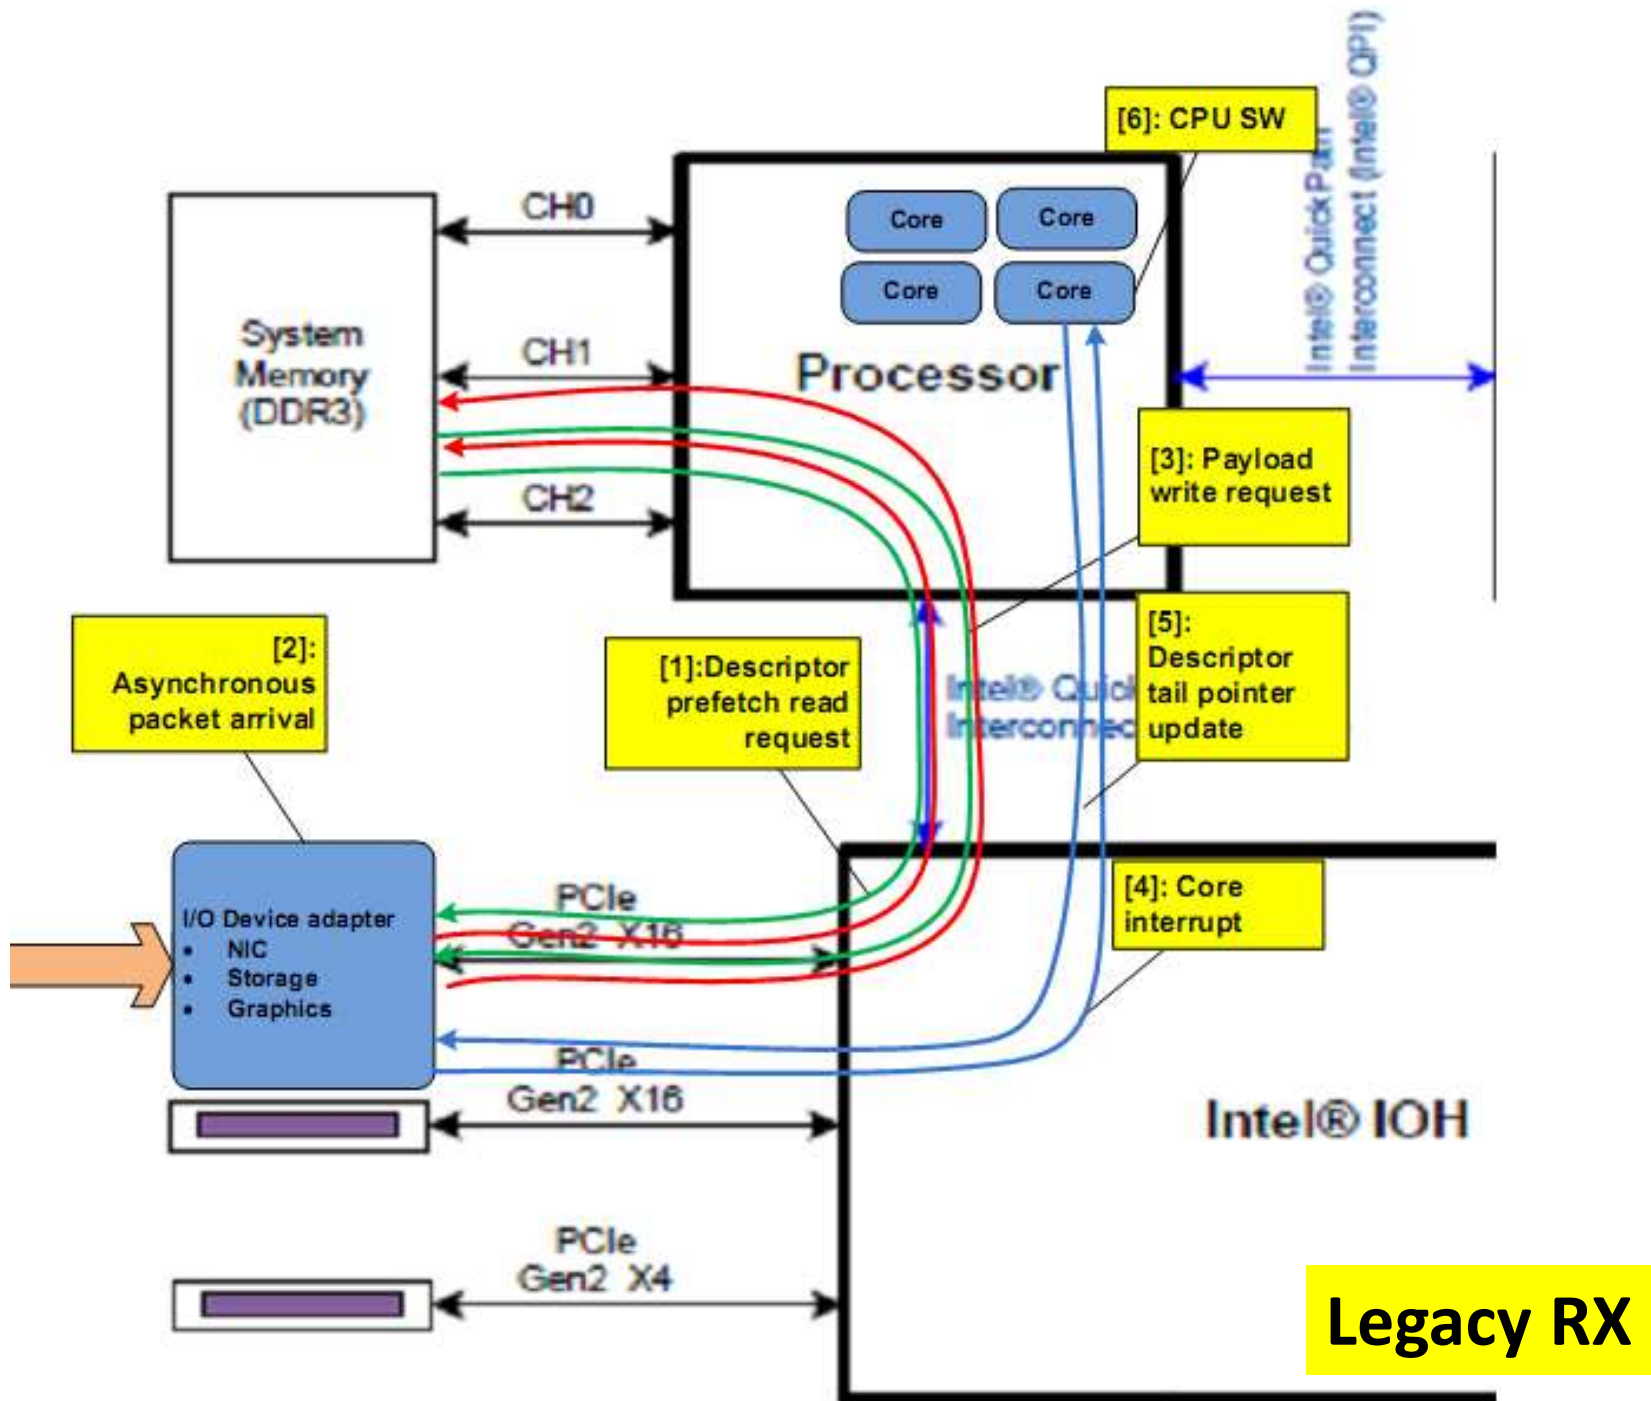 [6]: CPU SW
Intel® QuickPath
Interconnect (Intel® QPI)
CH0
Core
Core
Core
Core
System
Memory
(DDR3)
CH1
Processor
CH2
[3]: Payload
write request
[2]:
Asynchronous
packet arrival
[1]:Descriptor
prefetch read
request
Intel® Quick
Interconnec
[5]:
Descriptor
tail pointer
update
I/O Device adapter
• NIC
• Storage
• Graphics
PCIe
Gen2 X16
[4]: Core
interrupt
PCIe
Gen2 X16
Intel® IOH
PCIe
Gen2 X4
Legacy RX